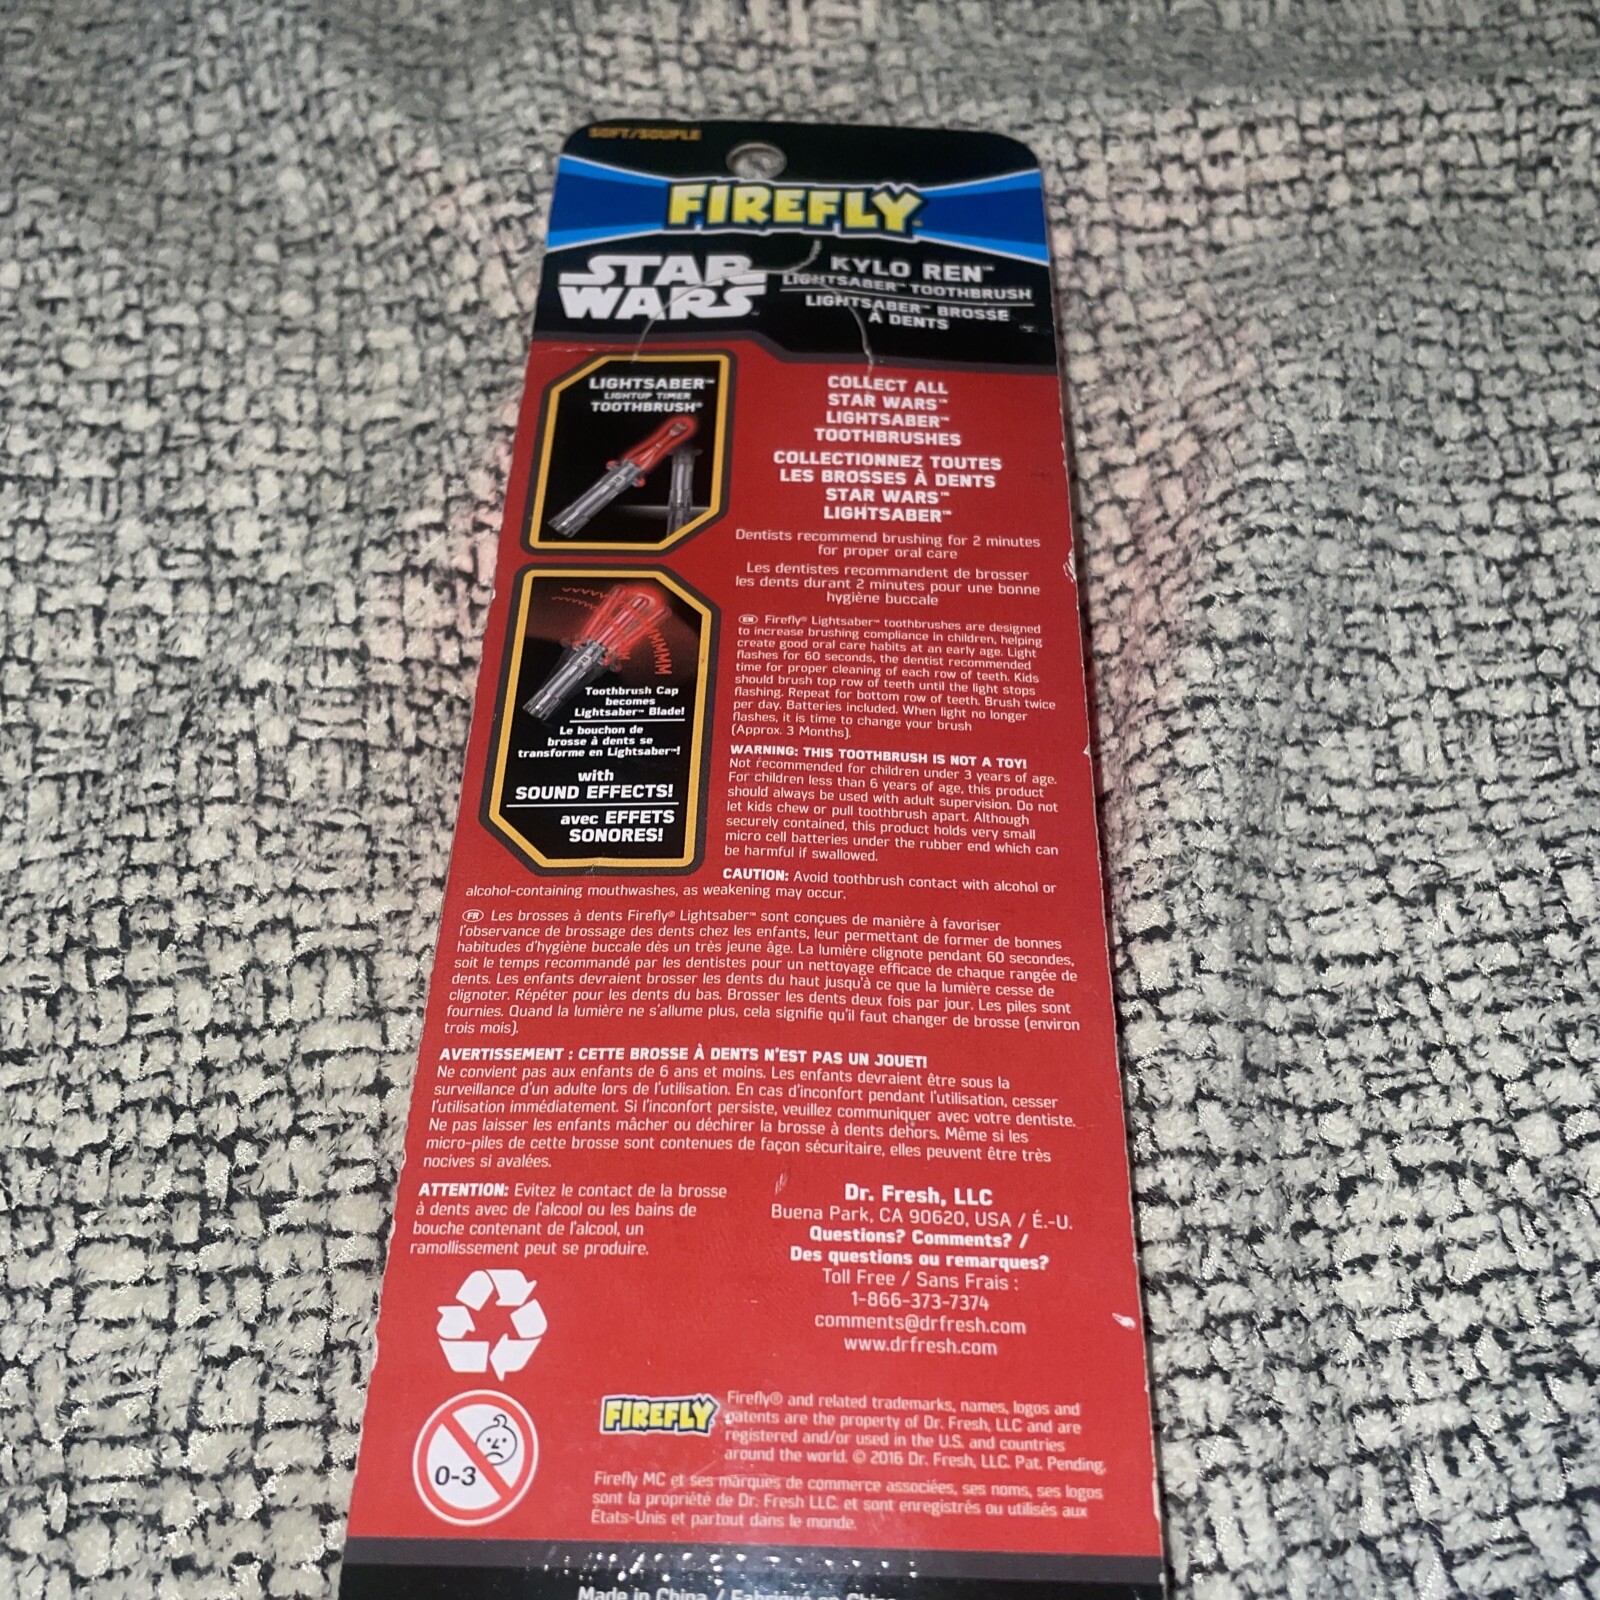 SOFT/SOUPLE
FIREFLY
STAR WARS
KYLO REN™
LIGHTSABER™ TOOTHBRUSH
LIGHTSABER™ BROSSE
À DENTS
LIGHTSABER™
LIGHTUP TIMER
TOOTHBRUSH®
COLLECT ALL
STAR WARS™
LIGHTSABER™
TOOTHBRUSHES
COLLECTIONNEZ TOUTES
LES BROSSES À DENTS
STAR WARS™
LIGHTSABER™
Dentists recommend brushing for 2 minutes
for proper oral care
Les dentistes recommandent de brosser
les dents durant 2 minutes pour une bonne
hygiène buccale
Toothbrush Cap
becomes
Lightsaber™ Blade!
Le bouchon de
brosse à dents se
transforme en Lightsaber™!
with
SOUND EFFECTS!
avec EFFETS
SONORES!
EN Firefly® Lightsaber™ toothbrushes are designed
to increase brushing compliance in children, helping
create good oral care habits at an early age. Light
flashes for 60 seconds, the dentist recommended
time for proper cleaning of each row of teeth. Kids
should brush top row of teeth until the light stops
flashing. Repeat for bottom row of teeth. Brush twice
per day. Batteries included. When light no longer
flashes, it is time to change your brush
(Approx. 3 Months).
WARNING: THIS TOOTHBRUSH IS NOT A TOY!
Not recommended for children under 3 years of age.
For children less than 6 years of age, this product
should always be used with adult supervision. Do not
let kids chew or pull toothbrush apart. Although
securely contained, this product holds very small
micro cell batteries under the rubber end which can
be harmful if swallowed.
CAUTION: Avoid toothbrush contact with alcohol or
alcohol-containing mouthwashes, as weakening may occur.
FR Les brosses à dents Firefly® Lightsaber™ sont conçues de manière à favoriser
l'observance de brossage des dents chez les enfants, leur permettant de former de bonnes
habitudes d'hygiène buccale dès un très jeune âge. La lumière clignote pendant 60 secondes,
soit le temps recommandé par les dentistes pour un nettoyage efficace de chaque rangée de
dents. Les enfants devraient brosser les dents du haut jusqu'à ce que la lumière cesse de
clignoter. Répéter pour les dents du bas. Brosser les dents deux fois par jour. Les piles sont
fournies. Quand la lumière ne s'allume plus, cela signifie qu'il faut changer de brosse (environ
trois mois).
AVERTISSEMENT : CETTE BROSSE À DENTS N'EST PAS UN JOUET!
Ne convient pas aux enfants de 6 ans et moins. Les enfants devraient être sous la
surveillance d'un adulte lors de l'utilisation. En cas d'inconfort pendant l'utilisation, cesser
l'utilisation immédiatement. Si l'inconfort persiste, veuillez communiquer avec votre dentiste.
Ne pas laisser les enfants mâcher ou déchirer la brosse à dents dehors. Même si les
micro-piles de cette brosse sont contenues de façon sécuritaire, elles peuvent être très
nocives si avalées.
ATTENTION: Evitez le contact de la brosse
à dents avec de l'alcool ou les bains de
bouche contenant de l'alcool, un
ramollissement peut se produire.
Dr. Fresh, LLC
Buena Park, CA 90620, USA / É.-U.
Questions? Comments? /
Des questions ou remarques?
Toll Free / Sans Frais :
1-866-373-7374
comments@drfresh.com
www.drfresh.com
0-3
FIREFLY
Firefly® and related trademarks, names, logos and
patents are the property of Dr. Fresh, LLC and are
registered and/or used in the U.S. and countries
around the world. © 2016 Dr. Fresh, LLC. Pat. Pending.
Firefly MC et ses marques de commerce associées, ses noms, ses logos
sont la propriété de Dr. Fresh LLC. et sont enregistrés ou utilisés aux
États-Unis et partout dans le monde.
Made in China / Fabriqué en Chine